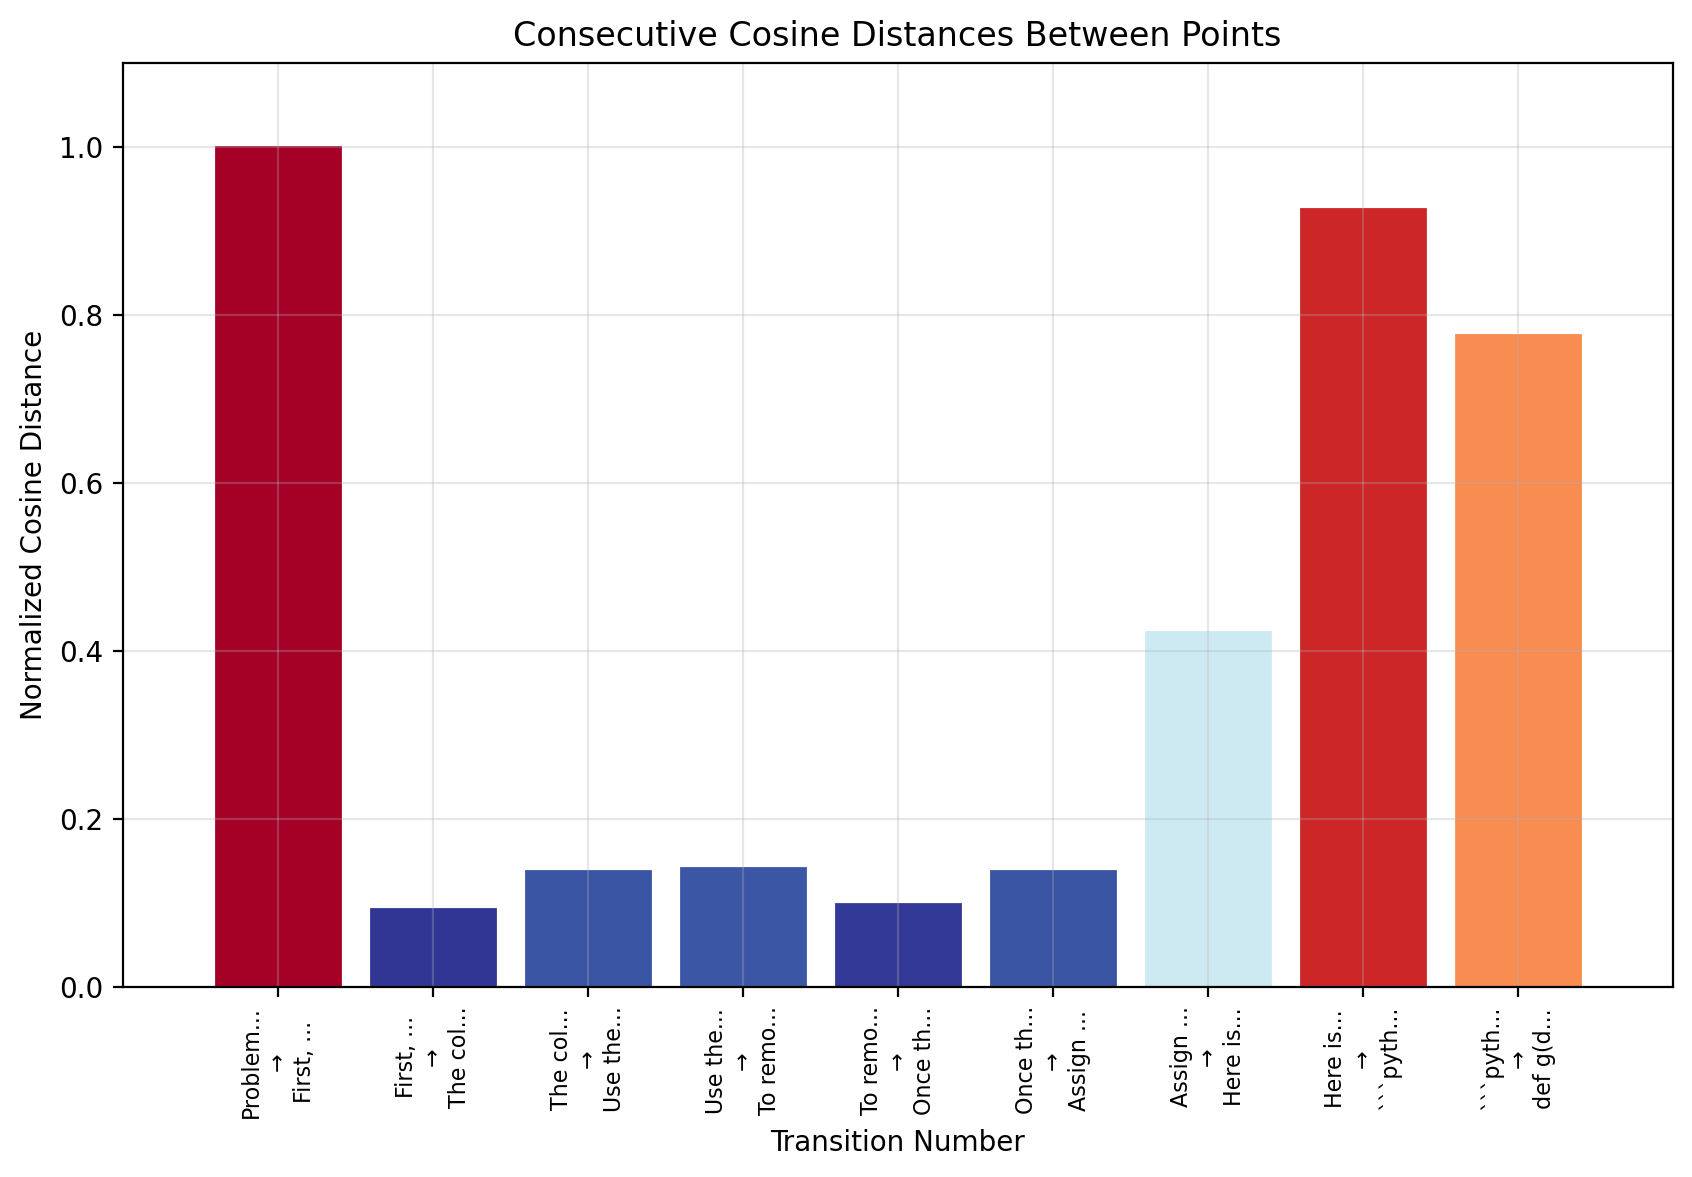 Consecutive Cosine Distances Between Points
Normalized Cosine Distance
1.0
0.8
0.6
0.4
0.2
0.0
Problem...
→
First, ...
First, ...
→
The col...
The col...
→
Use the...
Use the...
→
To remo...
To remo...
→
Once th...
Once th...
→
Assign ...
Assign ...
→
Here is...
Here is...
→
```pyth...
```pyth...
→
def g(d...
Transition Number